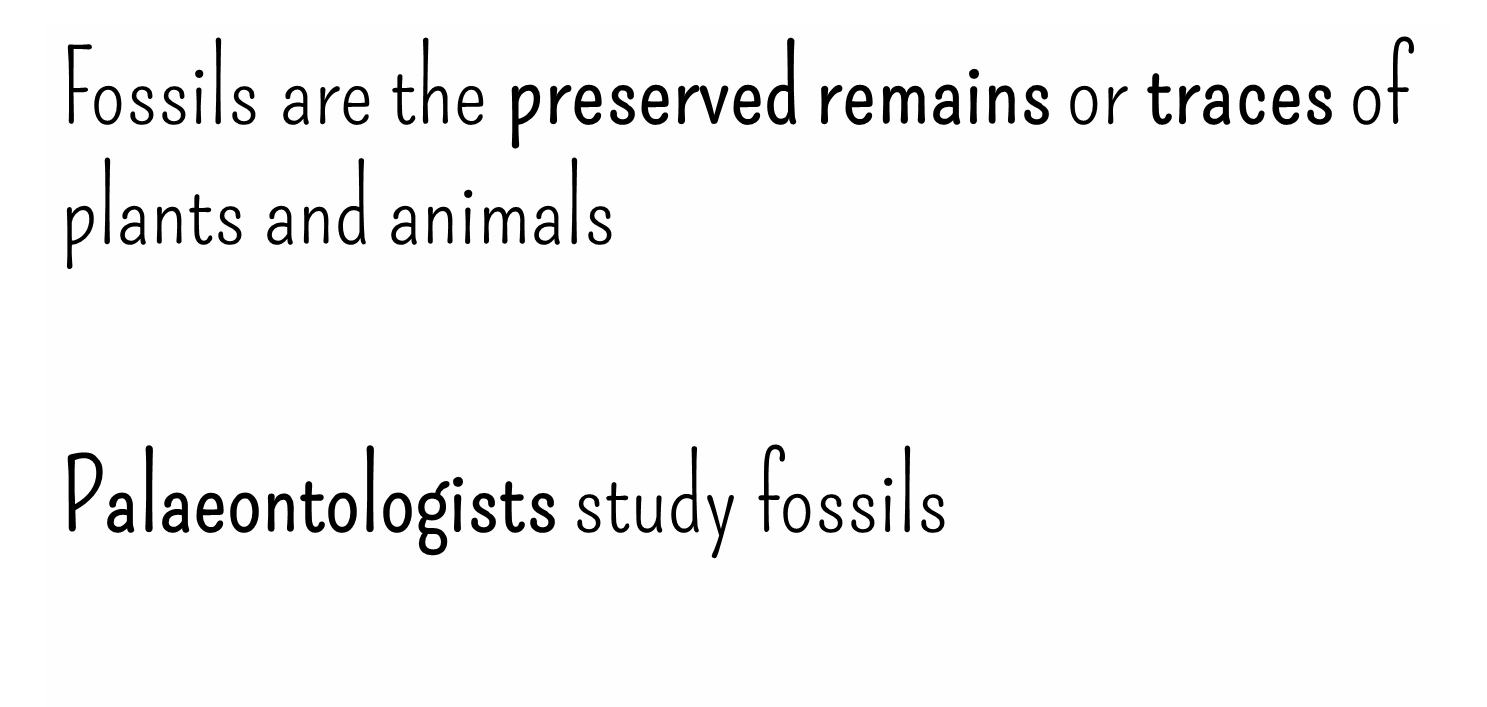 Fossils are the preserved remains or traces of
plants and animals
Palaeontologists study fossils